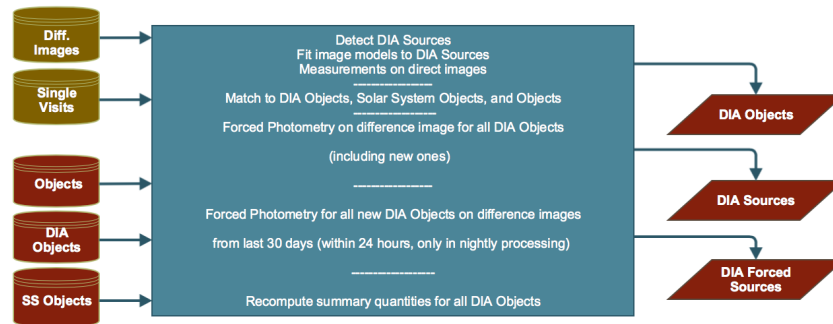 Diff.
Images
Single
Visits
Objects
DIA
Objects
SS Objects
Detect DIA Sources
Fit image models to DIA Sources
Measurements on direct images
-------------------
Match to DIA Objects, Solar System Objects, and Objects
-------------------
Forced Photometry on difference image for all DIA Objects
(including new ones)
-------------------
Forced Photometry for all new DIA Objects on difference images
from last 30 days (within 24 hours, only in nightly processing)
-------------------
Recompute summary quantities for all DIA Objects
DIA Objects
DIA Sources
DIA Forced
Sources